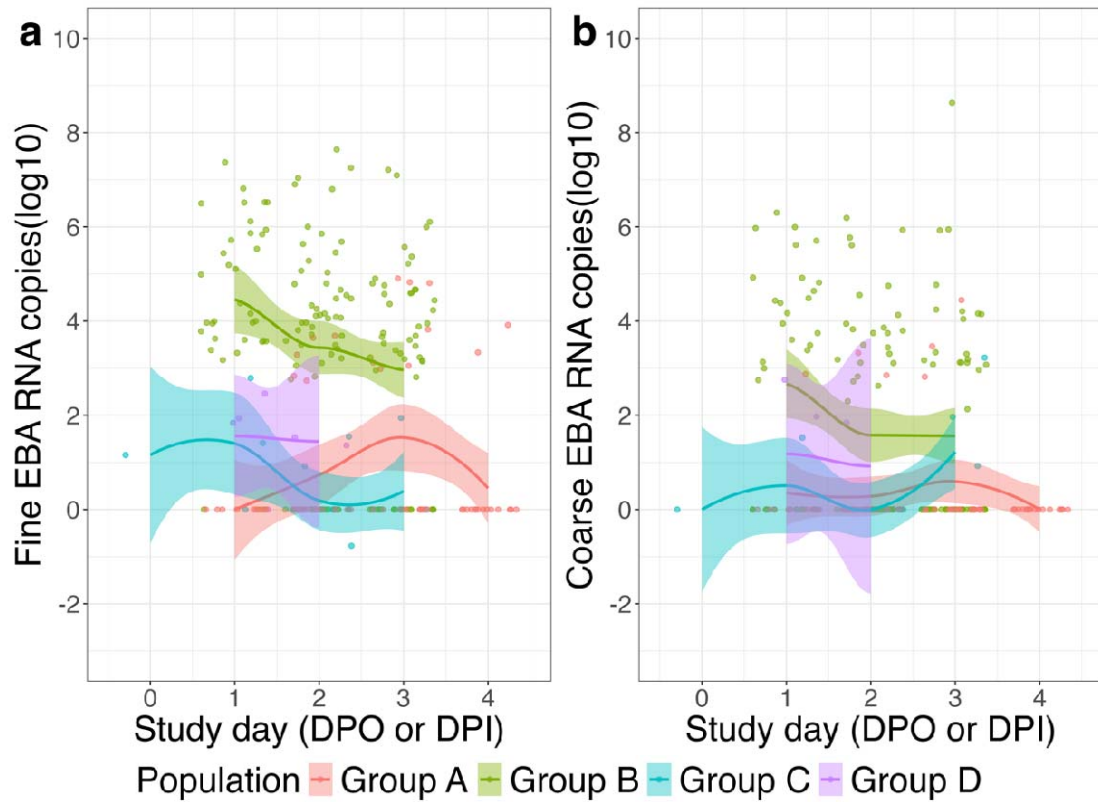 a
Fine EBA RNA copies(log10)
10
8
6
4
2
0
-2
0 1 2 3 4
Study day (DPO or DPI)
b
Coarse EBA RNA copies(log10)
10
8
6
4
2
0
-2
0 1 2 3 4
Study day (DPO or DPI)
Population Group A Group B Group C Group D